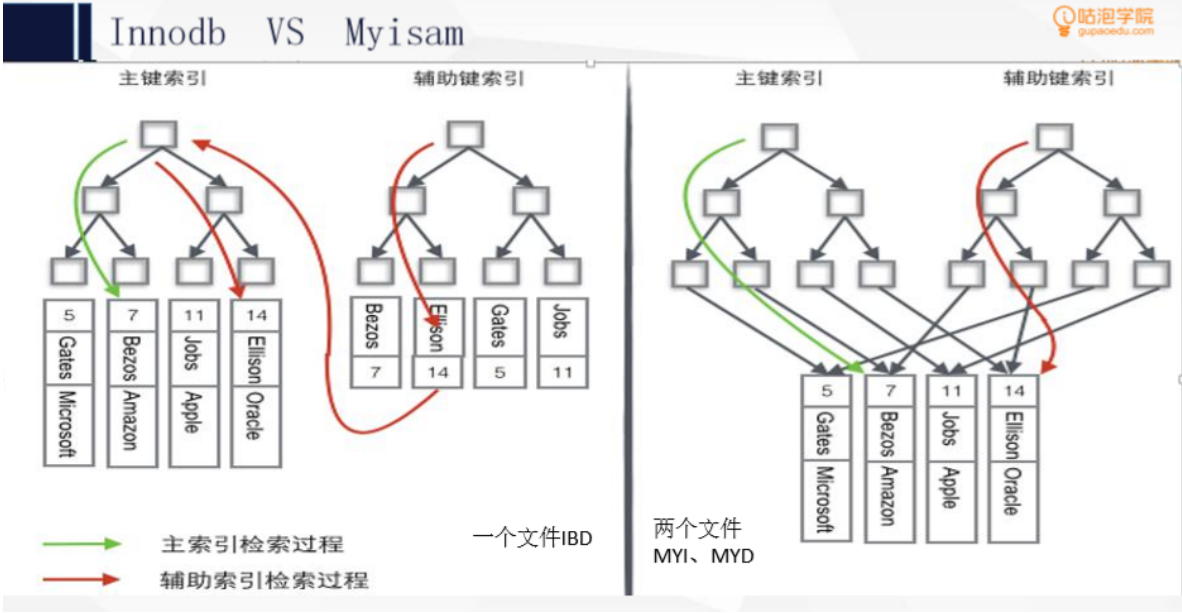 Innodb VS Myisam
咕泡学院
gupaoedu.com
主键索引
辅助键索引
主键索引
辅助键索引
5 7 11 14
Gates Bezos Jobs Ellison
Microsoft Amazon Apple Oracle
Bezos Ellison Gates Jobs
7 14 5 11
5 7 11 14
Gates Bezos Jobs Ellison
Microsoft Amazon Apple Oracle
一个文件IBD
两个文件
MYI、MYD
主索引检索过程
辅助索引检索过程